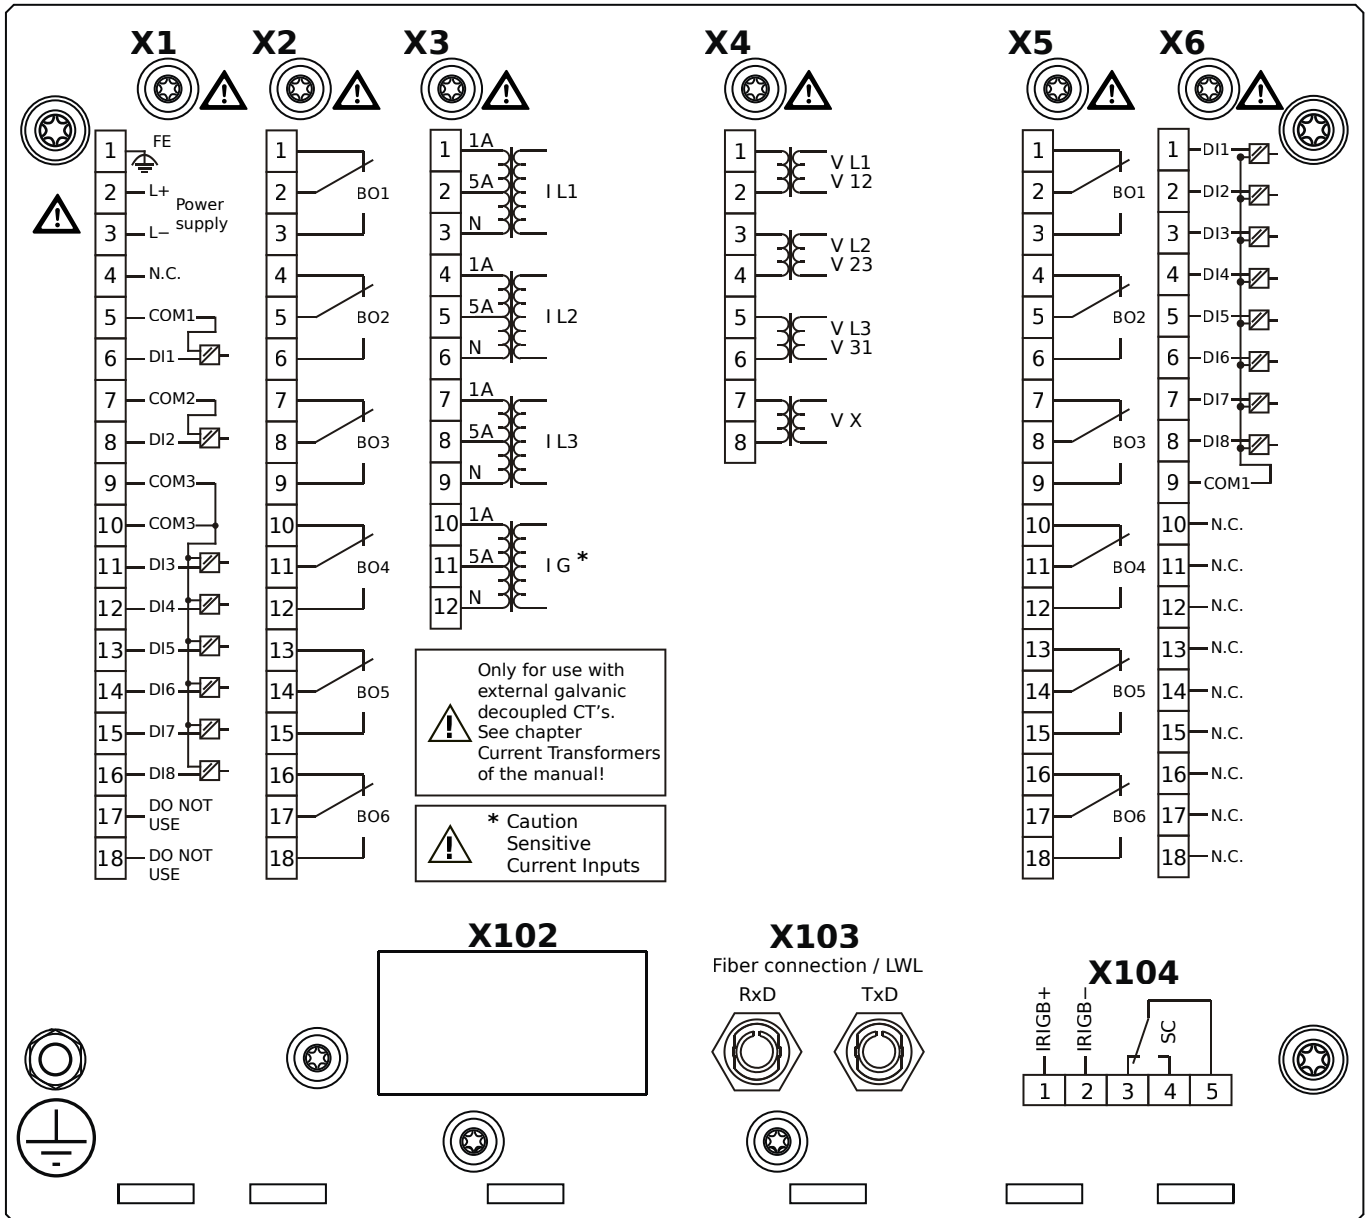 X1
X2
X3
X4
X5
X6
1 FE
2 L+
Power
supply
3 L−
4 N.C.
5 COM1
6 DI1
7 COM2
8 DI2
9 COM3
10 COM3
11 DI3
12 DI4
13 DI5
14 DI6
15 DI7
16 DI8
17 DO NOT
USE
18 DO NOT
USE
1
2 BO1
3
4
5 BO2
6
7
8 BO3
9
10
11 BO4
12
13
14 BO5
15
16
17 BO6
18
1 1A
2 5A I L1
3 N
4 1A
5 5A I L2
6 N
7 1A
8 5A I L3
9 N
10 1A
11 5A I G *
12 N
Only for use with
external galvanic
decoupled CT's.
See chapter
Current Transformers
of the manual!
* Caution
Sensitive
Current Inputs
1 V L1
2 V 12
3 V L2
4 V 23
5 V L3
6 V 31
7 V X
8
1
2 BO1
3
4
5 BO2
6
7
8 BO3
9
10
11 BO4
12
13
14 BO5
15
16
17 BO6
18
1 DI1
2 DI2
3 DI3
4 DI4
5 DI5
6 DI6
7 DI7
8 DI8
9 COM1
10 N.C.
11 N.C.
12 N.C.
13 N.C.
14 N.C.
15 N.C.
16 N.C.
17 N.C.
18 N.C.
X102
X103
Fiber connection / LWL
RxD TxD
X104
IRIGB+
IRIGB−
SC
1 2 3 4 5